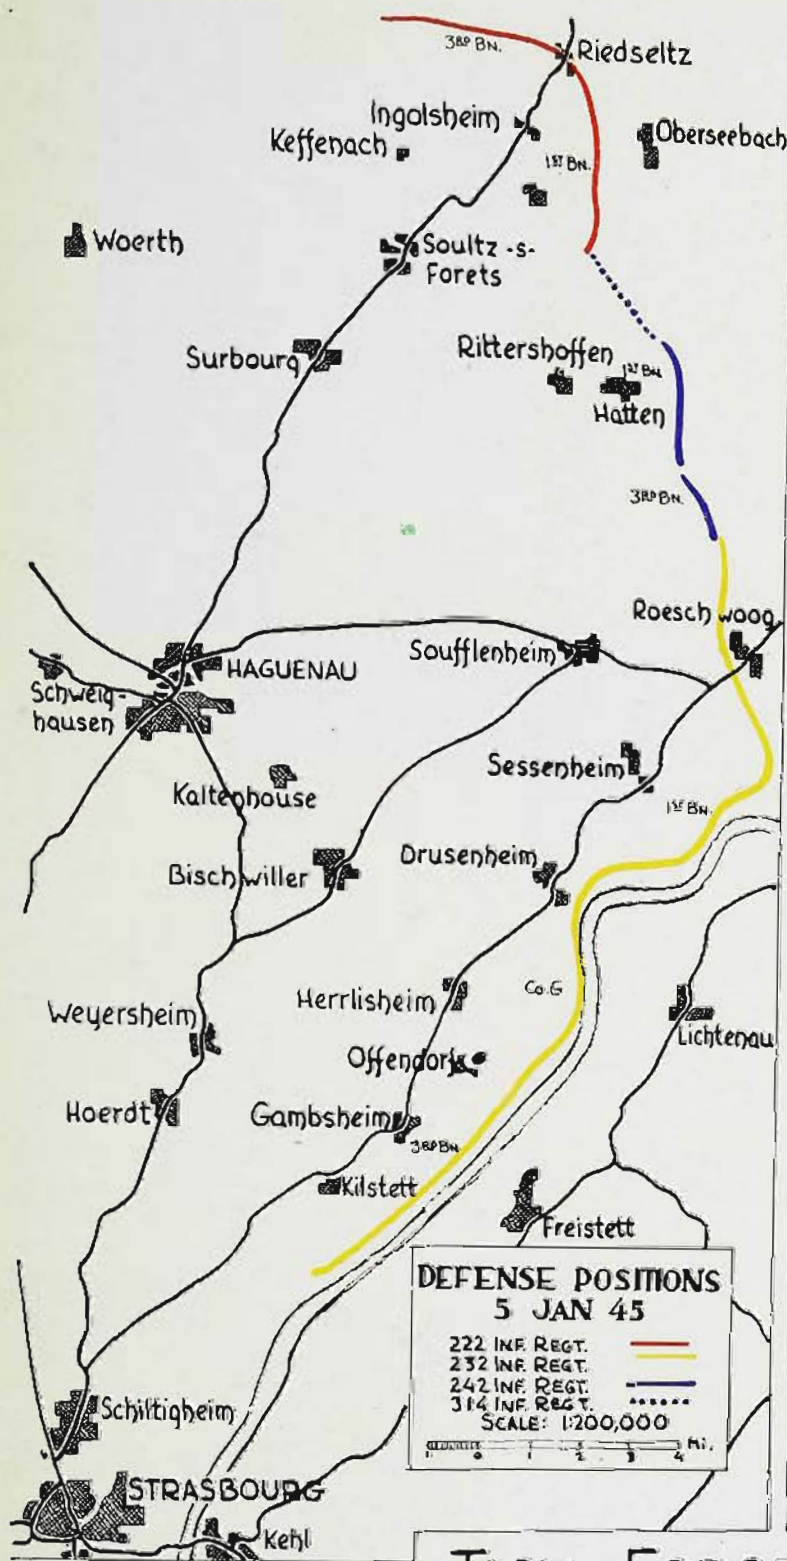 3RD BN.
Riedseltz
Ingolsheim
Keffenach
Oberseebach
1ST BN.
Woerth
Soultz -s-
Forets
Surbourg
Rittershoffen
1ST BN
Hatten
3RD BN.
Roeschwoog
Soufflenheim
HAGUENAU
Schweig-
hausen
Sessenheim
Kaltenhouse
1ST BN.
Drusenheim
Bischwiller
Co. G
Herrlisheim
Weyersheim
Lichtenau
Offendorf
Hoerdt
Gambsheim
3RD BN
Kilstett
Freistett
DEFENSE POSITIONS
5 JAN 45
222 INF. REGT.
232 INF. REGT.
242 INF. REGT.
314 INF. REGT.
SCALE: 1:200,000
1 0 1 2 3 4 Mi.
Schiltigheim
STRASBOURG
Kehl